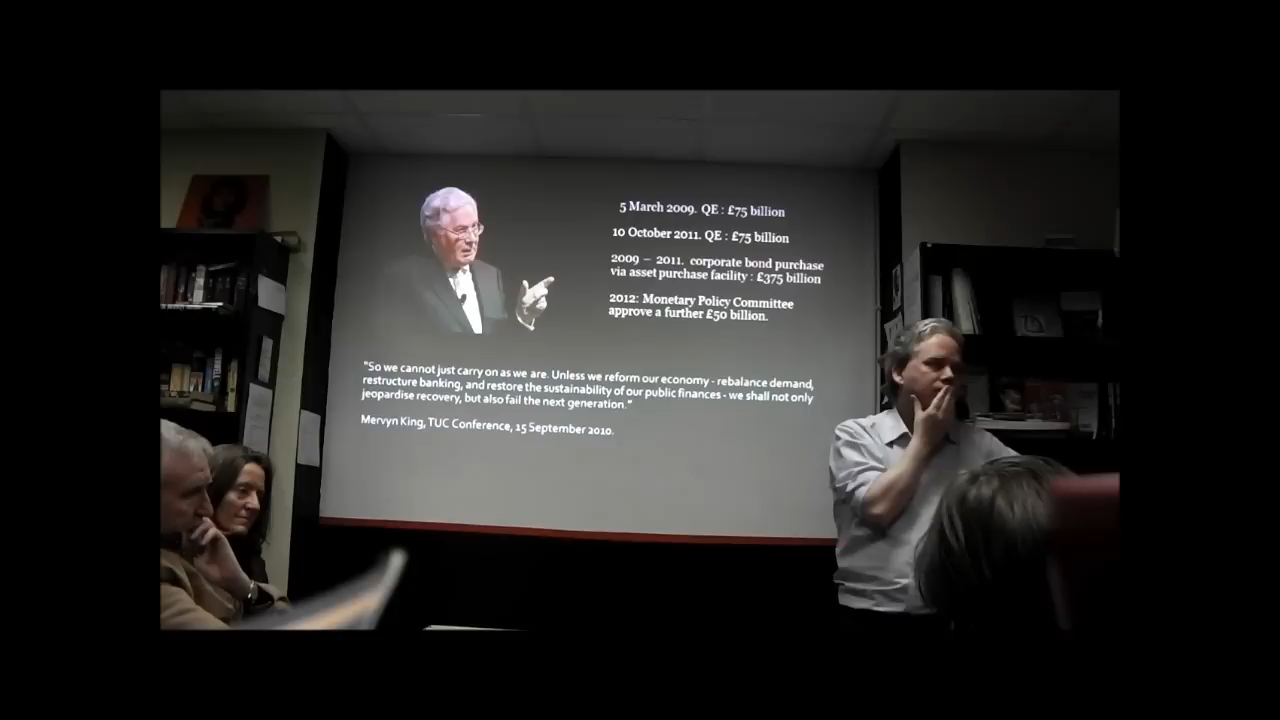 5 March 2009. QE : £75 billion
10 October 2011. QE : £75 billion
2009 – 2011. corporate bond purchase
via asset purchase facility : £375 billion
2012: Monetary Policy Committee
approve a further £50 billion.
"So we cannot just carry on as we are. Unless we reform our economy - rebalance demand,
restructure banking, and restore the sustainability of our public finances - we shall not only
jeopardise recovery, but also fail the next generation."
Mervyn King, TUC Conference, 15 September 2010.